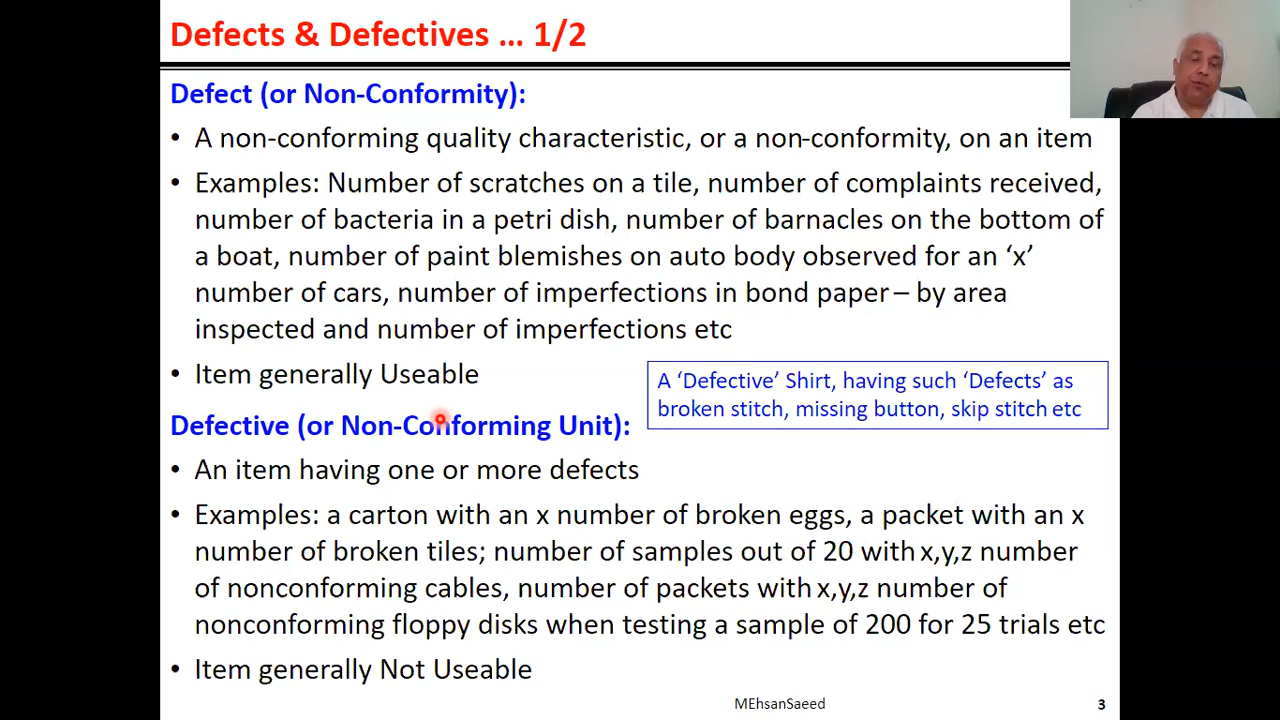 Defects & Defectives … 1/2
Defect (or Non-Conformity):
• A non-conforming quality characteristic, or a non-conformity, on an item
• Examples: Number of scratches on a tile, number of complaints received,
number of bacteria in a petri dish, number of barnacles on the bottom of
a boat, number of paint blemishes on auto body observed for an ‘x’
number of cars, number of imperfections in bond paper – by area
inspected and number of imperfections etc
• Item generally Useable
A ‘Defective’ Shirt, having such ‘Defects’ as
broken stitch, missing button, skip stitch etc
Defective (or Non-Conforming Unit):
• An item having one or more defects
• Examples: a carton with an x number of broken eggs, a packet with an x
number of broken tiles; number of samples out of 20 with x,y,z number
of nonconforming cables, number of packets with x,y,z number of
nonconforming floppy disks when testing a sample of 200 for 25 trials etc
• Item generally Not Useable
MEhsanSaeed
3